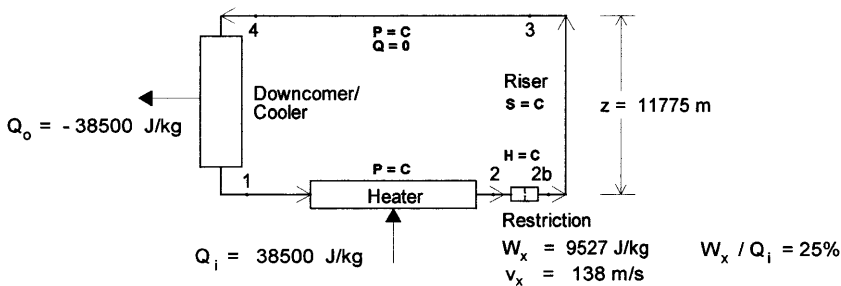 4
P = C
Q = 0
3
Downcomer/
Cooler
Riser
S = C
z = 11775 m
Q_o = - 38500 J/kg
P = C
H = C
1
Heater
2
2b
Restriction
Q_i = 38500 J/kg
W_x = 9527 J/kg
W_x / Q_i = 25%
v_x = 138 m/s